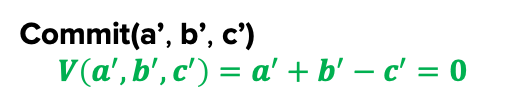 Commit(a’, b’, c’)
V(a′, b′, c′) = a′ + b′ − c′ = 0